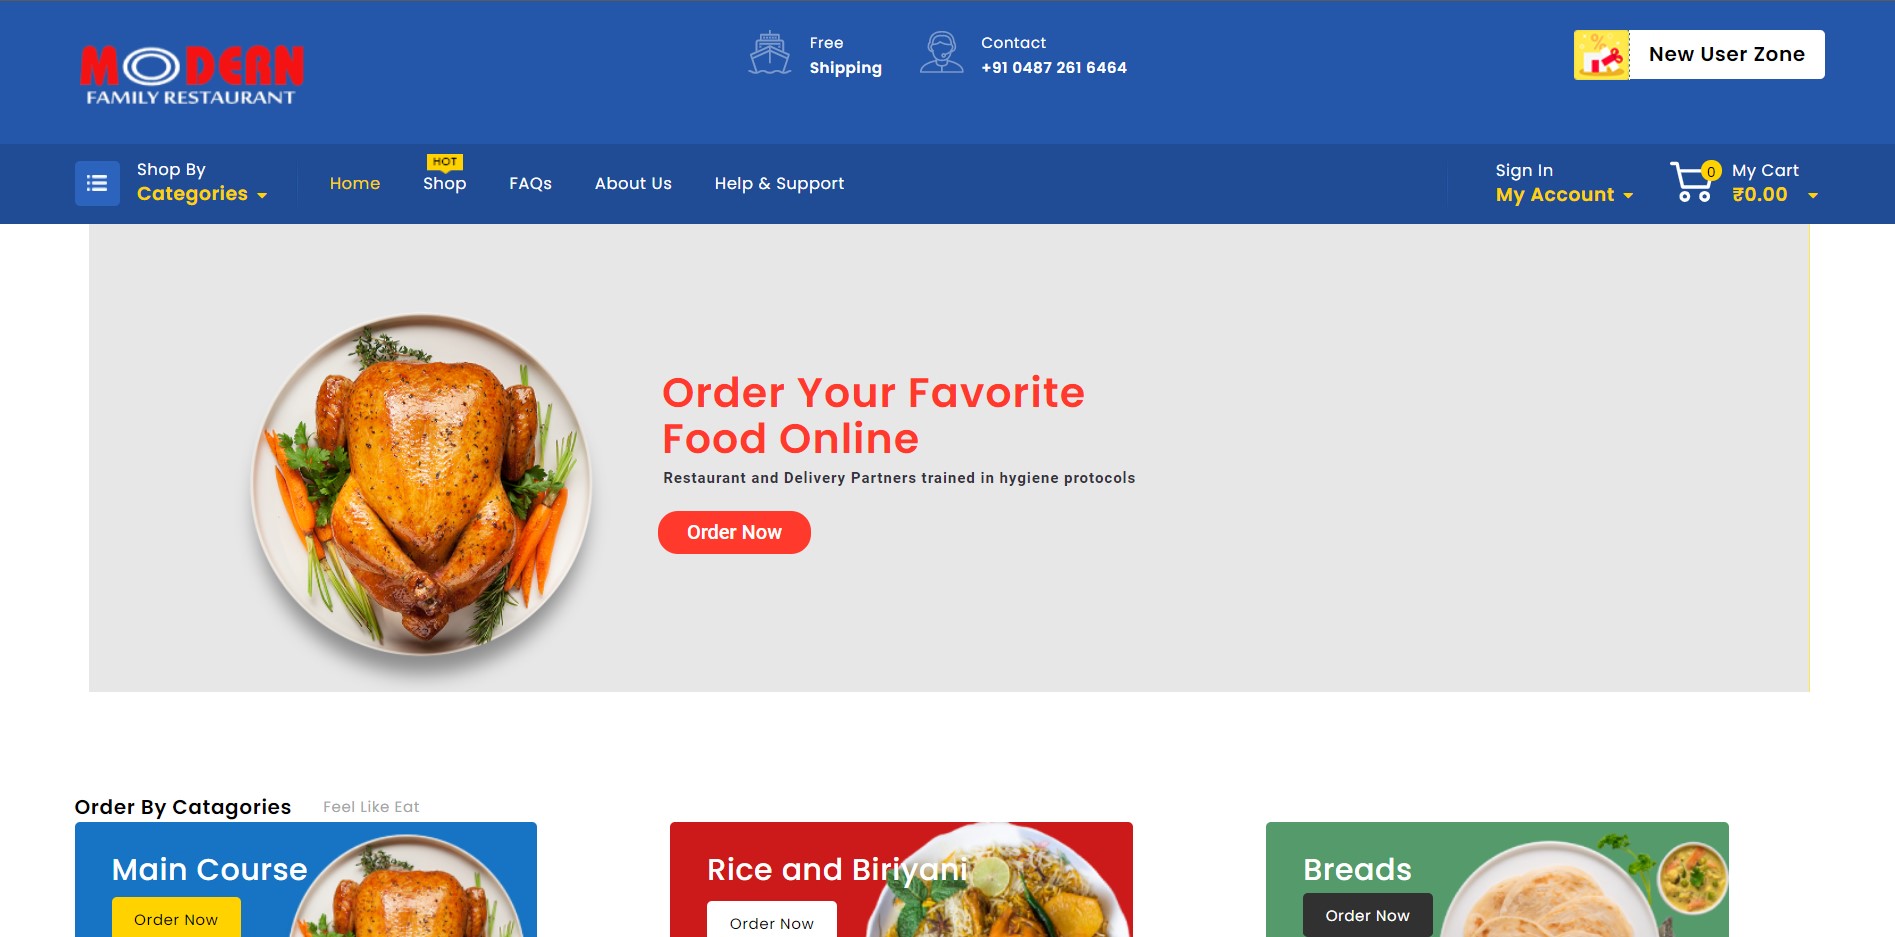 MODERN
FAMILY RESTAURANT
Free
Shipping
Contact
+91 0487 261 6464
%
New User Zone
Shop By
Categories
Home
HOT
Shop
FAQs
About Us
Help & Support
Sign In
My Account
0
My Cart
₹0.00
Order Your Favorite
Food Online
Restaurant and Delivery Partners trained in hygiene protocols
Order Now
Order By Catagories
Feel Like Eat
Main Course
Order Now
Rice and Biriyani
Order Now
Breads
Order Now